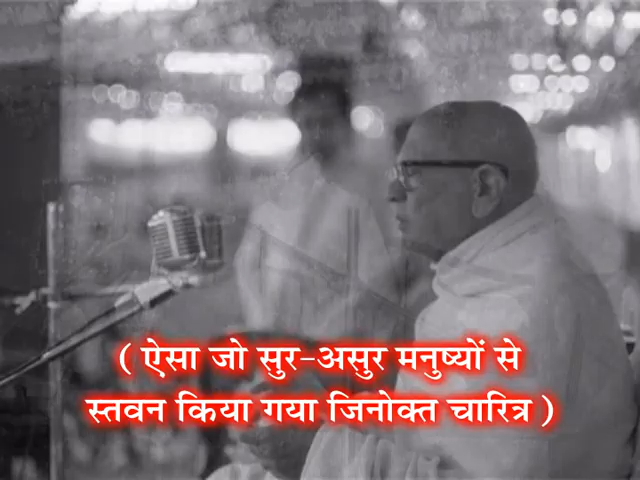 ( ऐसा जो सुर-असुर मनुष्यों से
स्तवन किया गया जिनोक्त चारित्र )